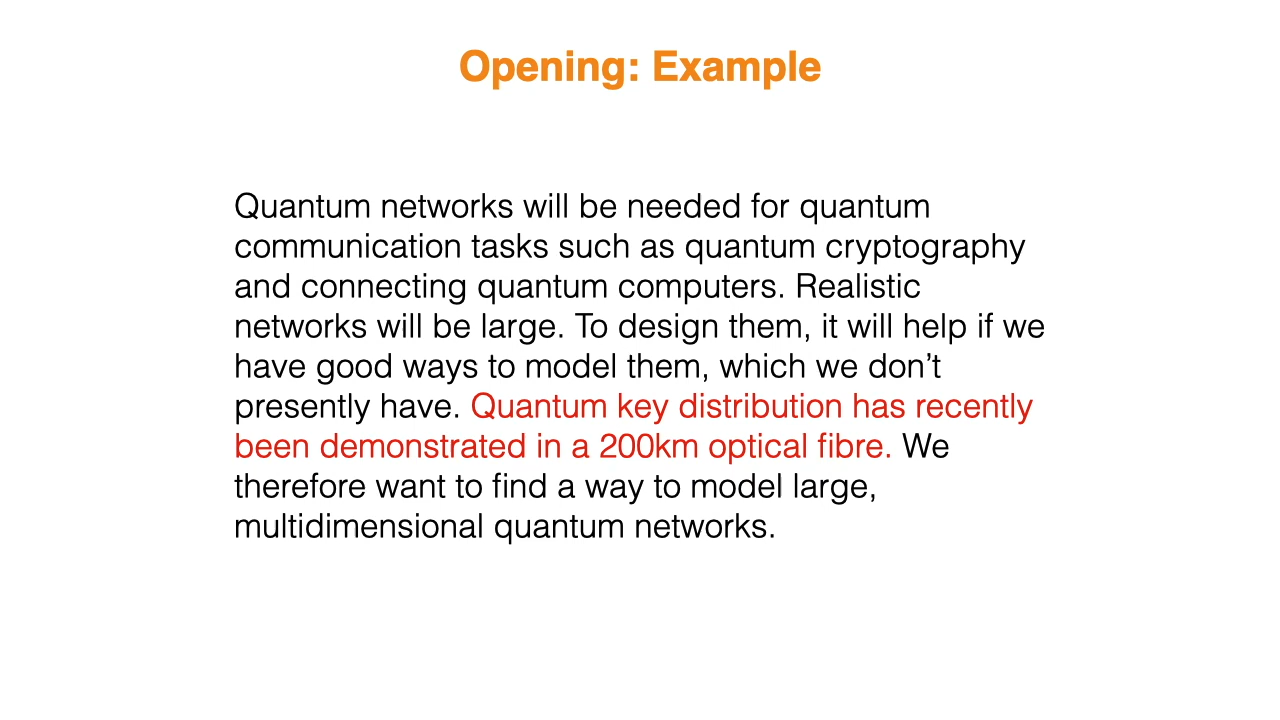 Opening: Example
Quantum networks will be needed for quantum
communication tasks such as quantum cryptography
and connecting quantum computers. Realistic
networks will be large. To design them, it will help if we
have good ways to model them, which we don’t
presently have. Quantum key distribution has recently
been demonstrated in a 200km optical fibre. We
therefore want to find a way to model large,
multidimensional quantum networks.